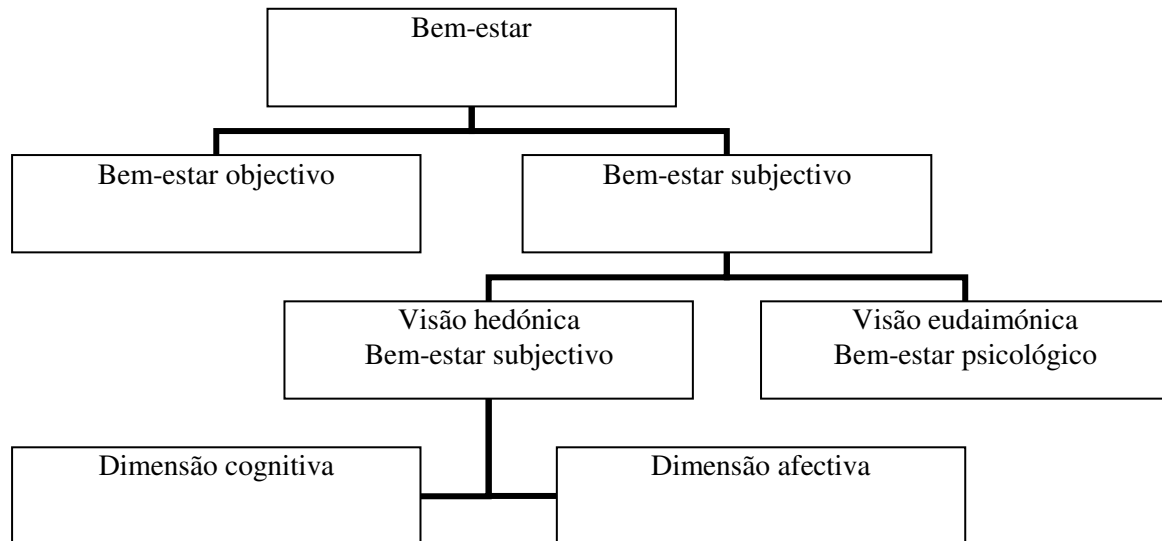 Bem-estar
Bem-estar objectivo
Bem-estar subjectivo
Visão hedónica
Bem-estar subjectivo
Visão eudaimónica
Bem-estar psicológico
Dimensão cognitiva
Dimensão afectiva